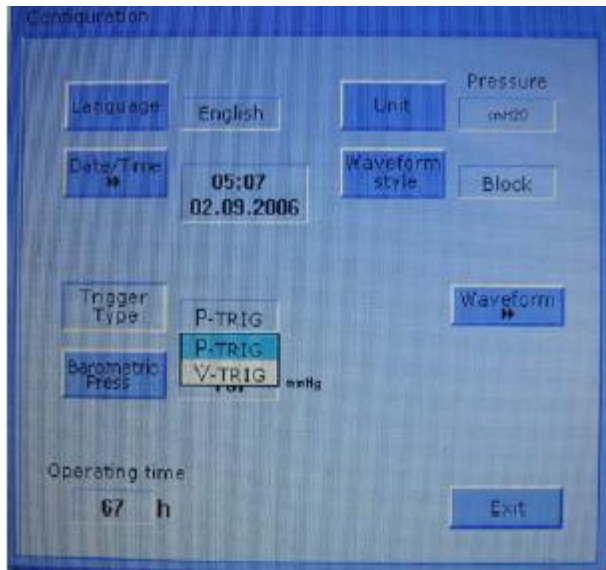 Configuration
Pressure
Language
English
Unit
cmH2O
Date/Time
05:07
02.09.2006
Waveform
style
Block
Trigger
Type
P-TRIG
Waveform
P-TRIG
V-TRIG
Barometric
Press
mmHg
Operating time
67 h
Exit